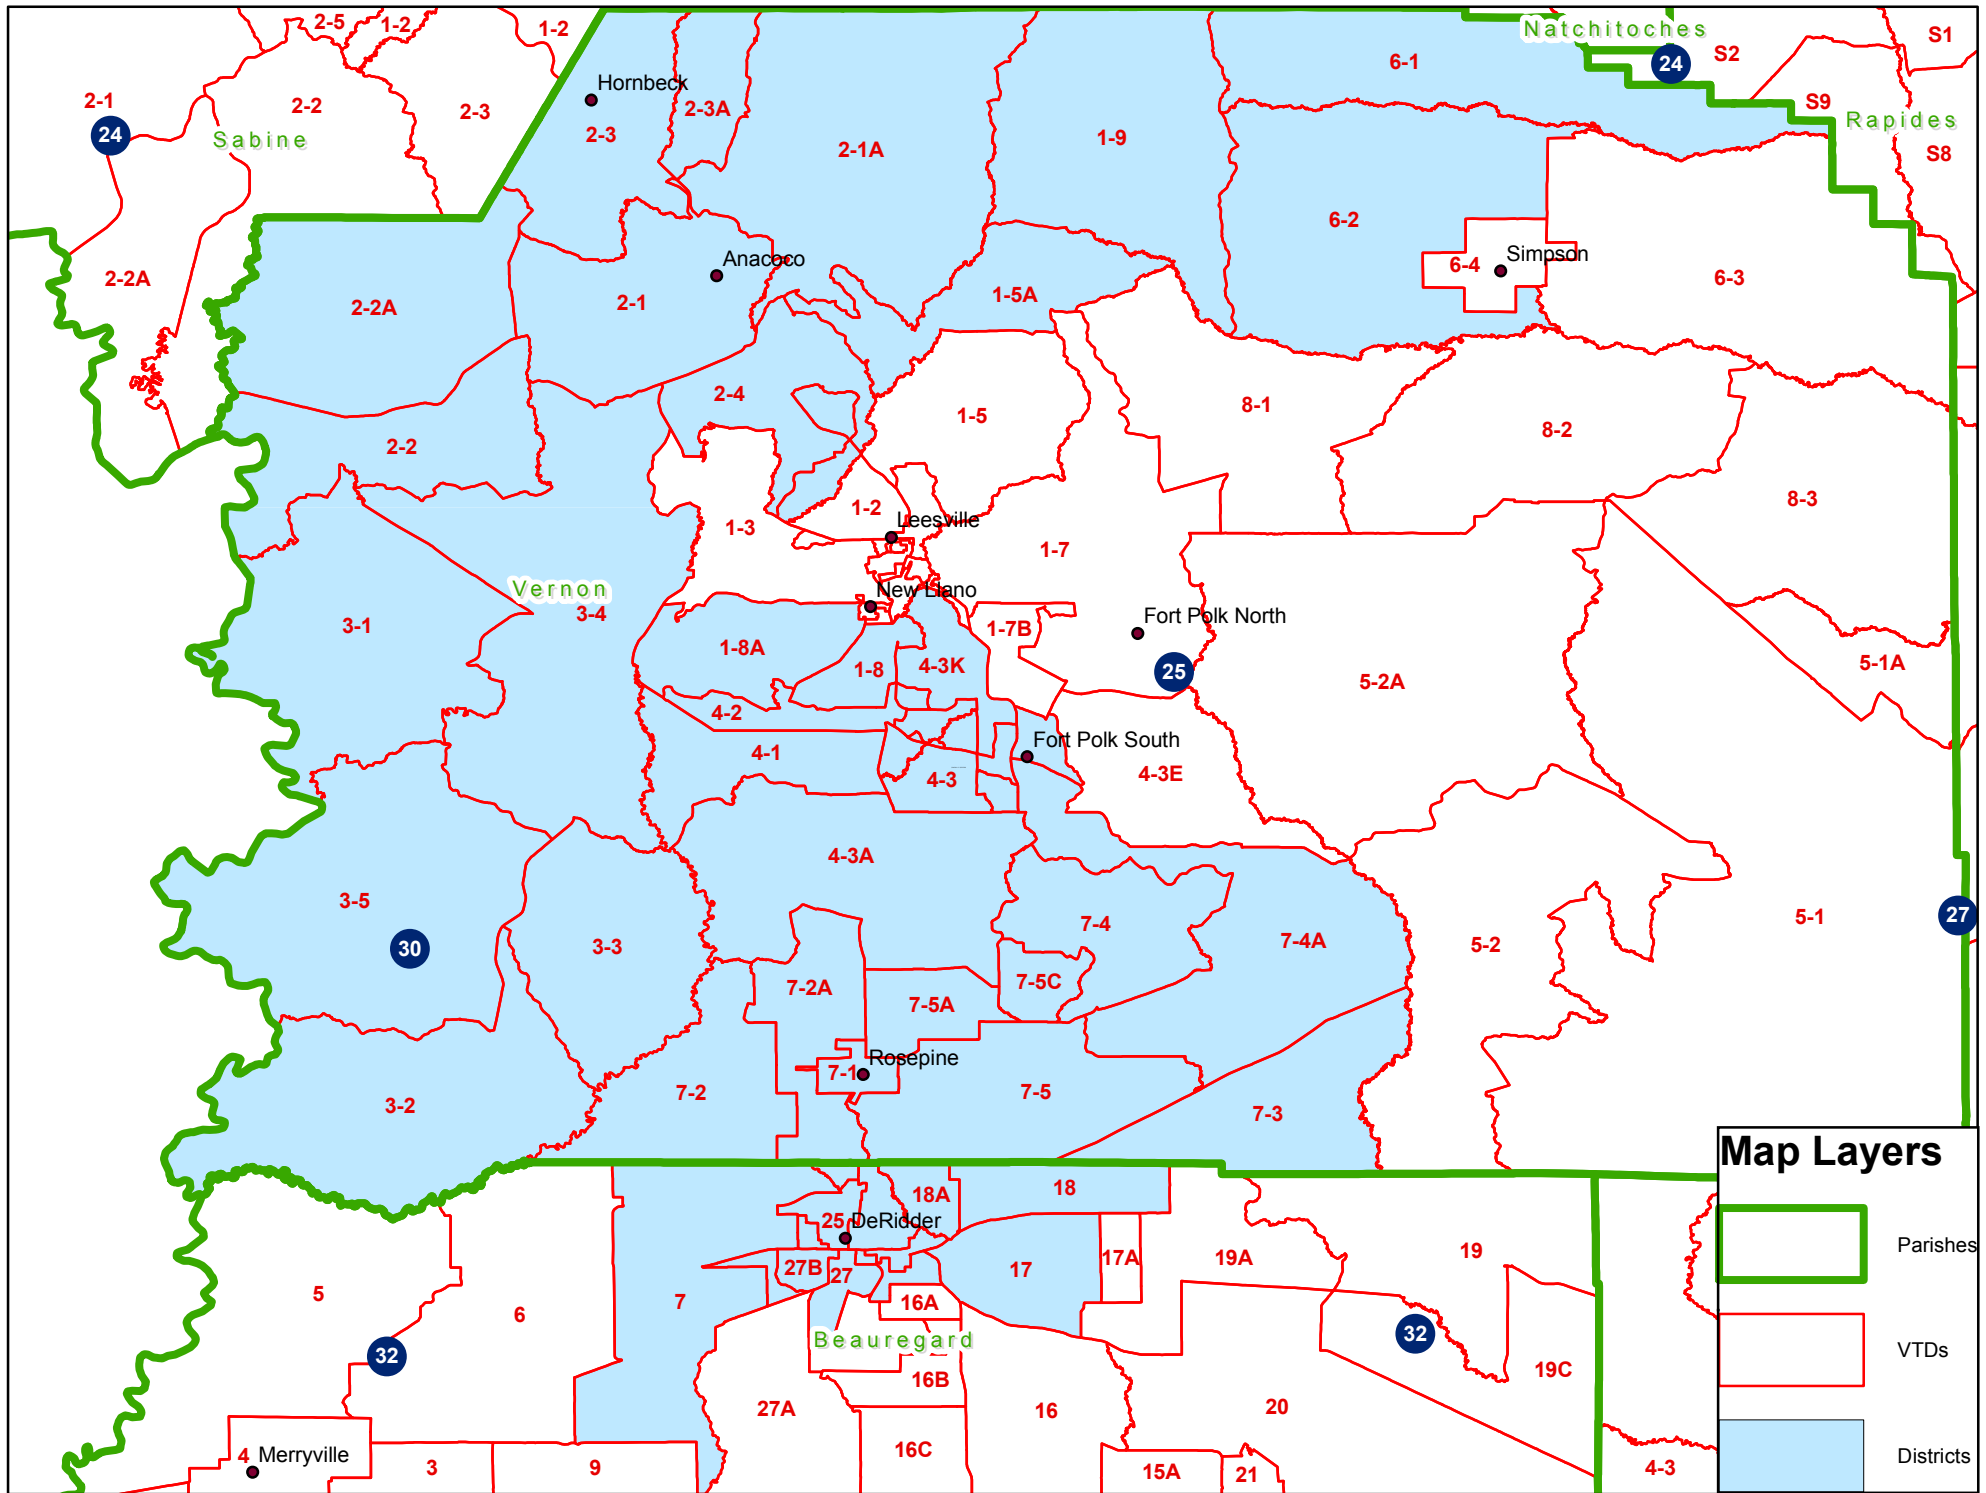 2-5
1-2
1-2
Natchitoches
S1
S2
24
6-1
Hornbeck
2-1
2-2
2-3
2-3A
S9
Rapides
24
Sabine
2-3
2-1A
1-9
S8
6-2
Anacoco
Simpson
6-4
6-3
2-2A
2-2A
2-1
1-5A
2-4
1-5
8-1
8-2
2-2
8-3
1-2
1-3
Leesville
1-7
Vernon
New Llano
3-1
3-4
Fort Polk North
1-7B
1-8A
1-8
4-3K
25
5-2A
5-1A
4-2
Fort Polk South
4-1
4-3
4-3E
4-3A
3-5
7-4
27
5-1
30
3-3
7-4A
5-2
7-2A
7-5C
7-5A
Rosepine
7-1
3-2
7-2
7-5
7-3
Map Layers
18A
18
25
DeRidder
Parishes
17
17A
19A
19
27B
27
5
7
16A
6
Beauregard
32
32
VTDs
16B
19C
27A
16
20
16C
4
Merryville
3
9
15A
21
4-3
Districts